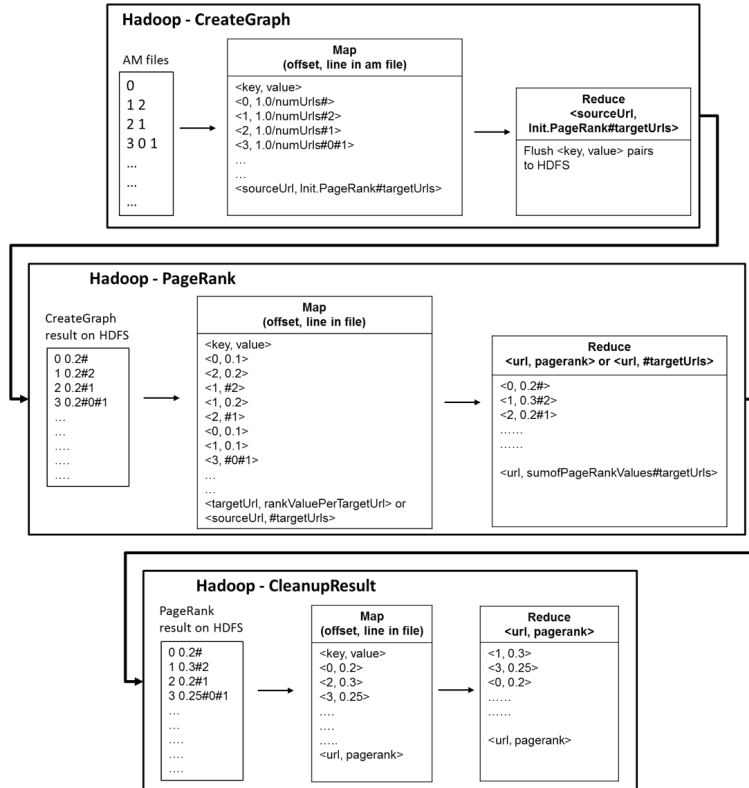 Hadoop - CreateGraph
AM files
0
1 2
2 1
3 0 1
...
...
...
Map
(offset, line in am file)
<key, value>
<0, 1.0/numUrls#>
<1, 1.0/numUrls#2>
<2, 1.0/numUrls#1>
<3, 1.0/numUrls#0#1>
...
...
<sourceUrl, Init.PageRank#targetUrls>
Reduce
<sourceUrl,
Init.PageRank#targetUrls>
Flush <key, value> pairs
to HDFS
Hadoop - PageRank
CreateGraph
result on HDFS
0 0.2#
1 0.2#2
2 0.2#1
3 0.2#0#1
...
...
....
....
....
Map
(offset, line in file)
<key, value>
<0, 0.1>
<2, 0.2>
<1, #2>
<1, 0.2>
<2, #1>
<0, 0.1>
<1, 0.1>
<3, #0#1>
...
...
<targetUrl, rankValuePerTargetUrl> or
<sourceUrl, #targetUrls>
Reduce
<url, pagerank> or <url, #targetUrls>
<0, 0.2#>
<1, 0.3#2>
<2, 0.2#1>
......
......
<url, sumofPageRankValues#targetUrls>
Hadoop - CleanupResult
PageRank
result on HDFS
0 0.2#
1 0.3#2
2 0.2#1
3 0.25#0#1
...
...
....
....
....
Map
(offset, line in file)
<key, value>
<0, 0.2>
<2, 0.3>
<3, 0.25>
....
....
.....
<url, pagerank>
Reduce
<url, pagerank>
<1, 0.3>
<3, 0.25>
<0, 0.2>
......
......
<url, pagerank>